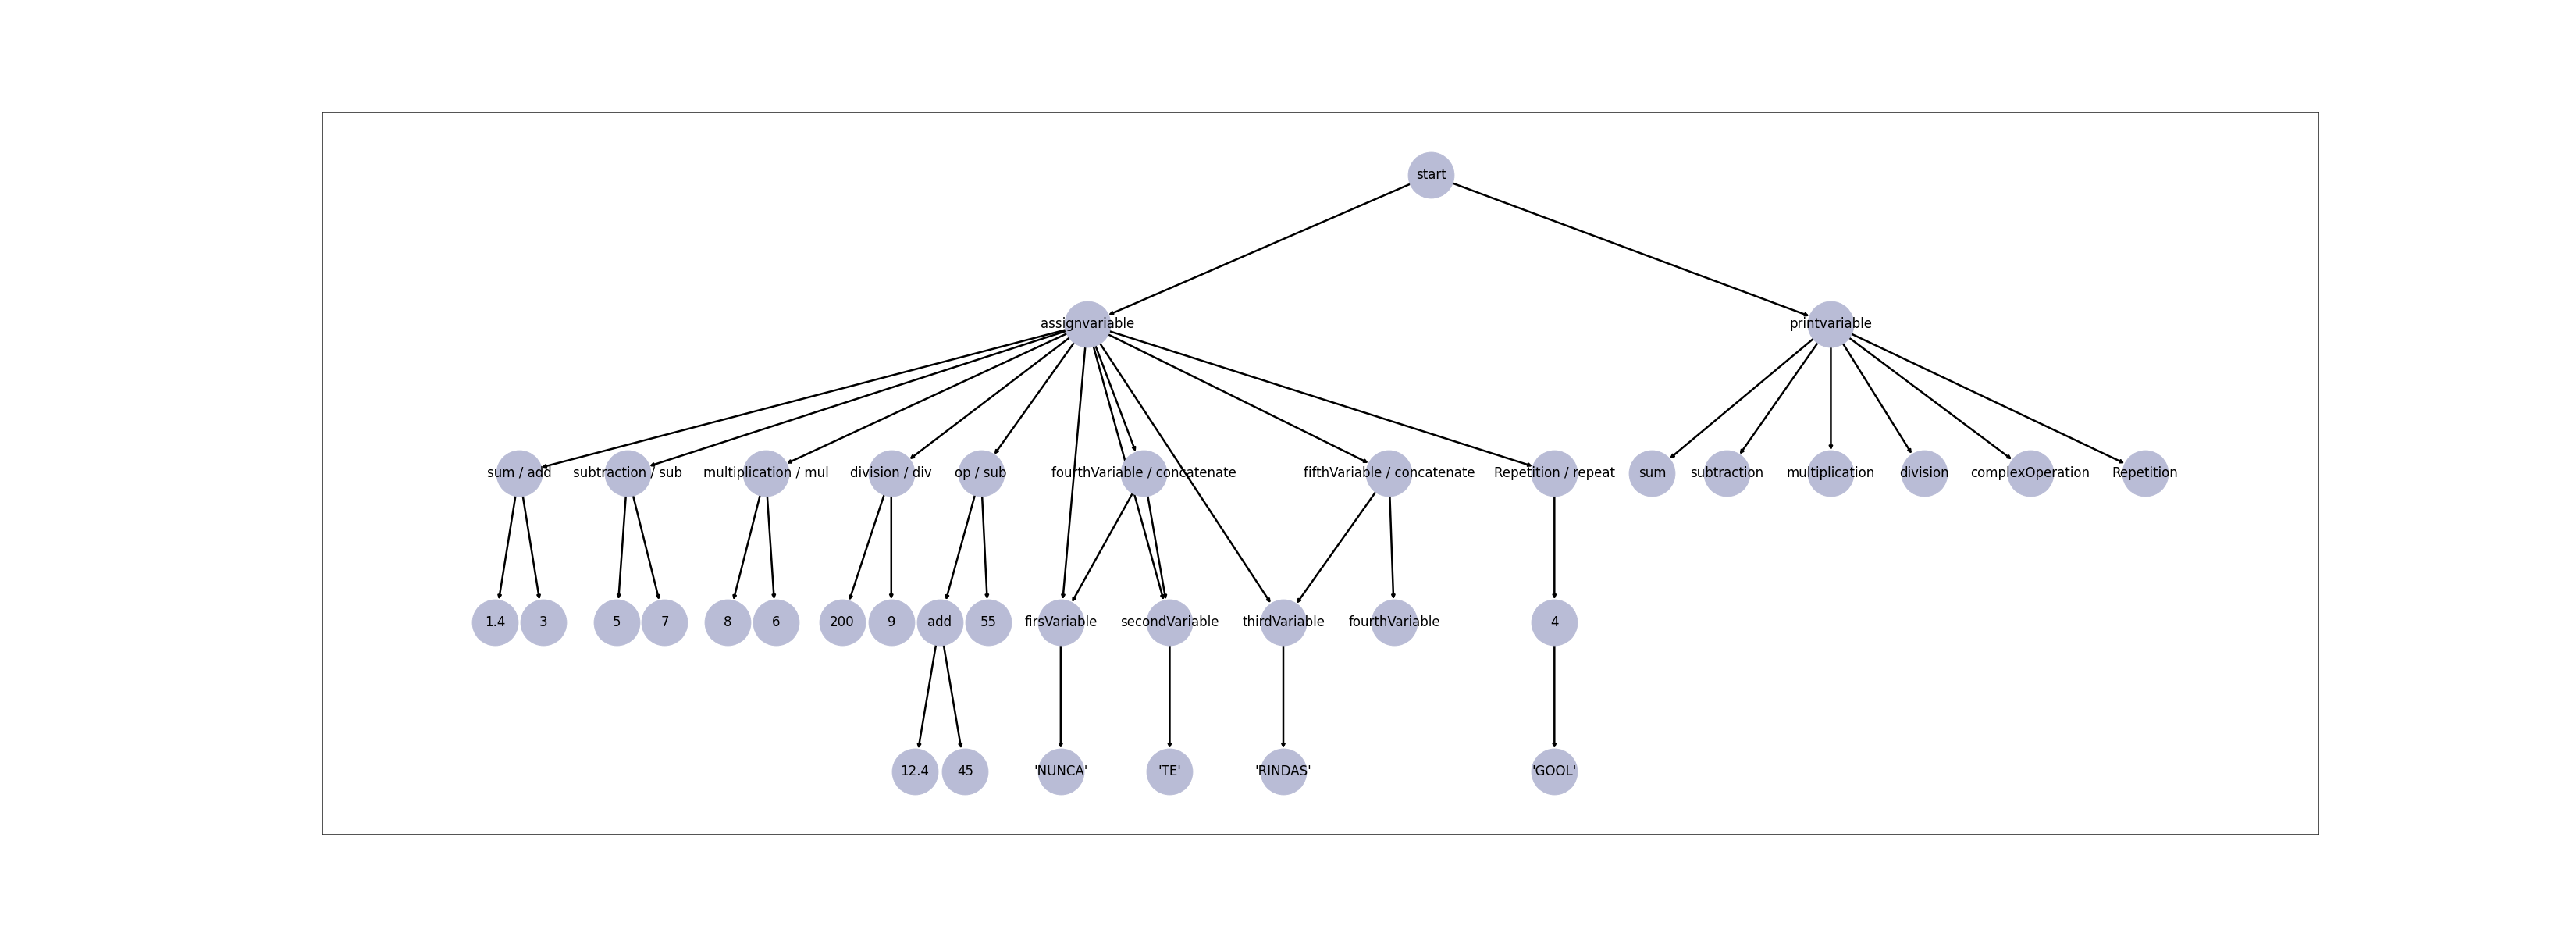 start
assignvariable
printvariable
sum / add
subtraction / sub
multiplication / mul
division / div
op / sub
fourthVariable / concatenate
fifthVariable / concatenate
Repetition / repeat
sum
subtraction
multiplication
division
complexOperation
Repetition
1.4
3
5
7
8
6
200
9
add
55
firsVariable
secondVariable
thirdVariable
fourthVariable
4
12.4
45
'NUNCA'
'TE'
'RINDAS'
'GOOL'